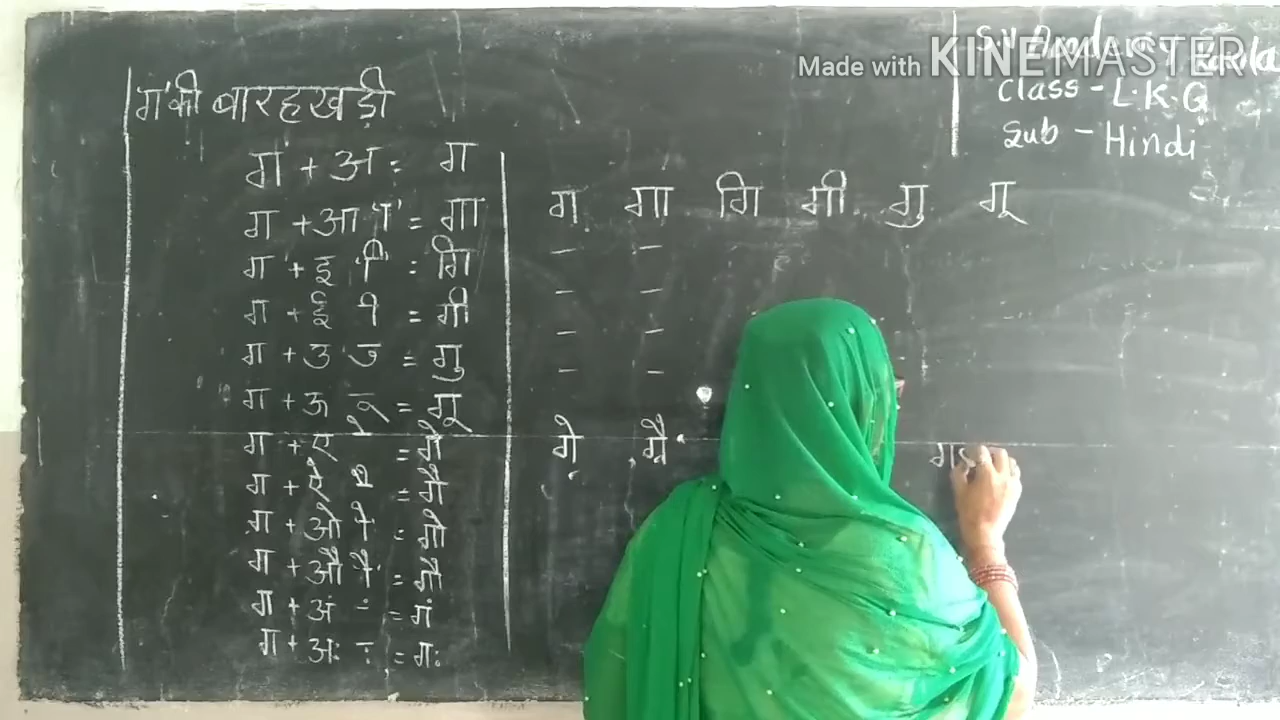 Made with KINEMASTER
Class - L.K.G
Sub - Hindi
ग'की बारहखड़ी
ग + अ = ग
ग + आ 'ा' = गा
ग + इ 'ि' = गि
ग + ई ी = गी
ग + उ ु = गु
ग + ऊ ू = गू
ग + ए े = गे
ग + ऐ ै = गै
ग + ओ ो = गो
ग + औ ौ = गौ
ग + अं ं = गं
ग + अः ः = गः
ग गा गि गी गु गू
– –
– –
– –
– –
गे गै ग